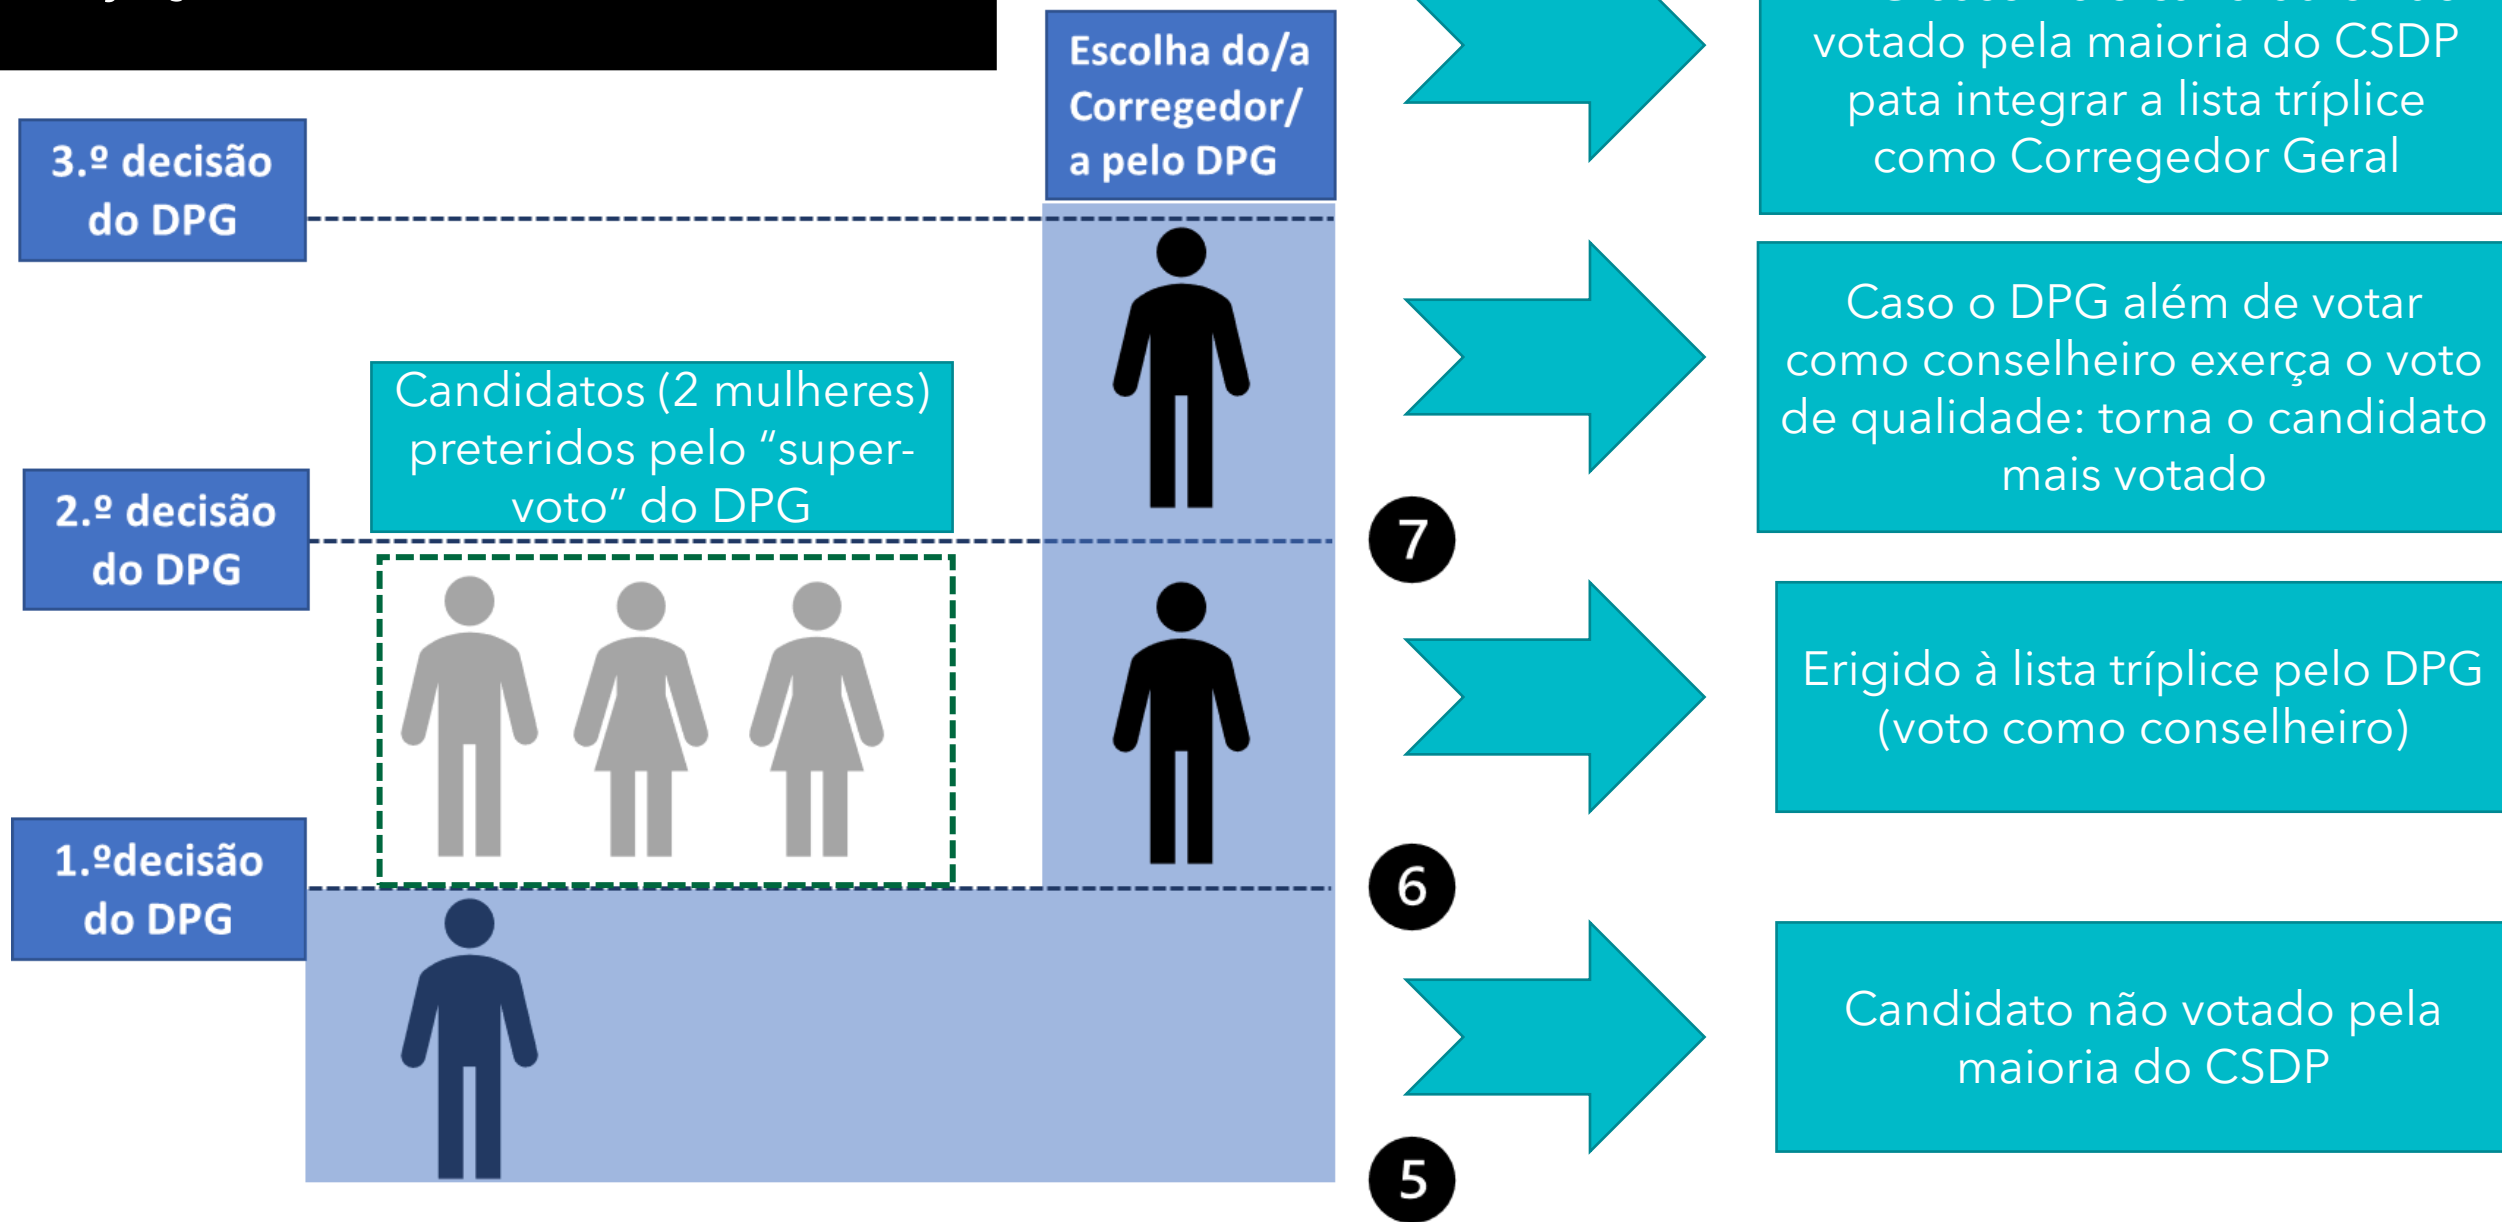 Escolha do/a
Corregedor/
a pelo DPG
votado pela maioria do CSDP
pata integrar a lista tríplice
como Corregedor Geral
3.º decisão
do DPG
Caso o DPG além de votar
como conselheiro exerça o voto
de qualidade: torna o candidato
mais votado
Candidatos (2 mulheres)
preteridos pelo “super-
voto” do DPG
2.º decisão
do DPG
7
Erigido à lista tríplice pelo DPG
(voto como conselheiro)
1.ºdecisão
do DPG
6
Candidato não votado pela
maioria do CSDP
5